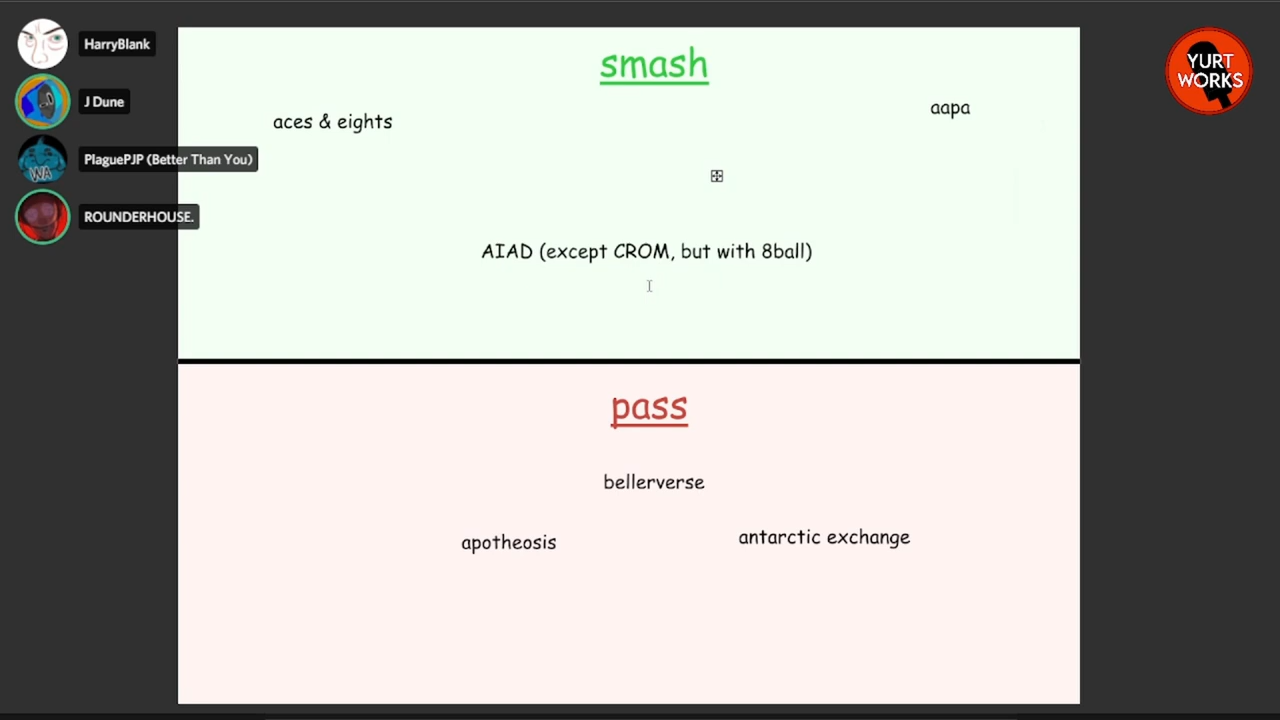 HarryBlank
J Dune
PlaguePJP (Better Than You)
WA
ROUNDERHOUSE.
YURT
WORKS
smash
aces & eights
aapa
AIAD (except CROM, but with 8ball)
pass
bellerverse
apotheosis
antarctic exchange